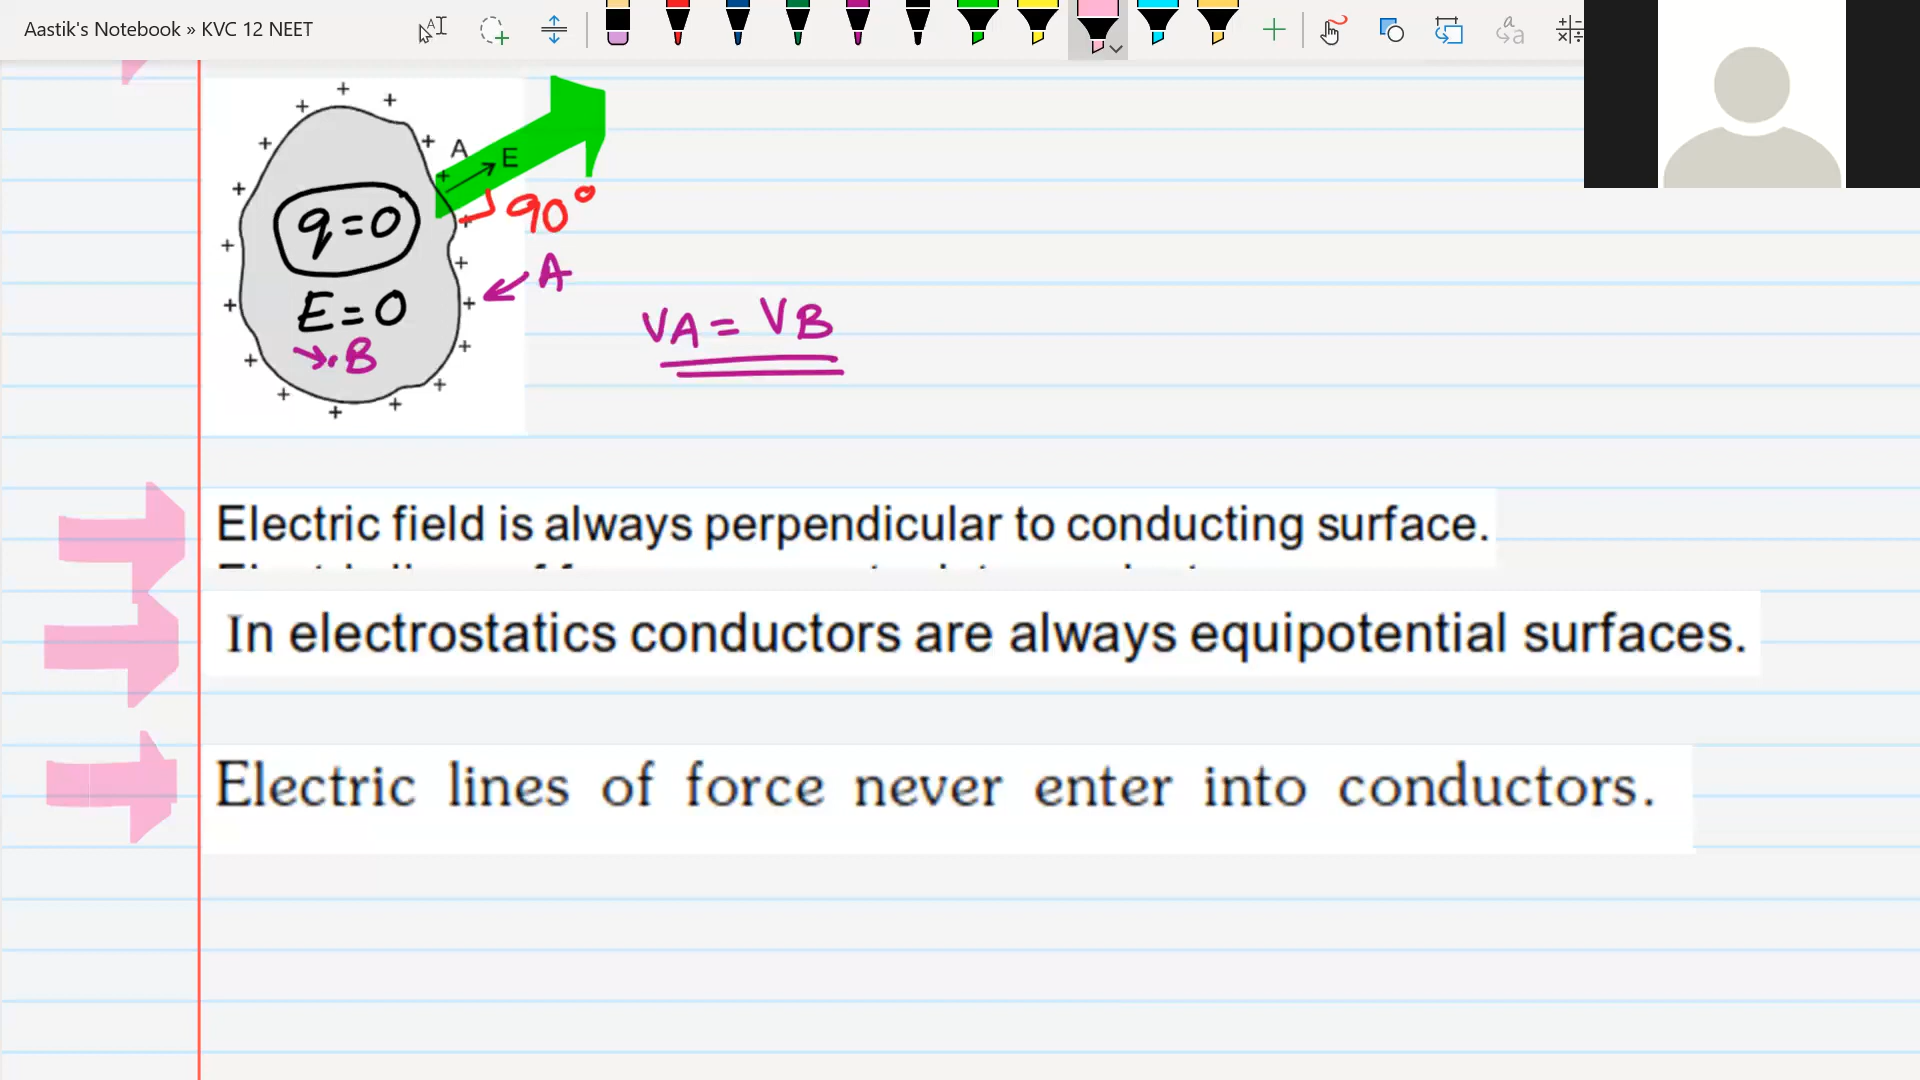 Aastik's Notebook » KVC 12 NEET
A
E
90°
q=0
A
E=0
B
VA = VB
Electric field is always perpendicular to conducting surface.
In electrostatics conductors are always equipotential surfaces.
Electric lines of force never enter into conductors.